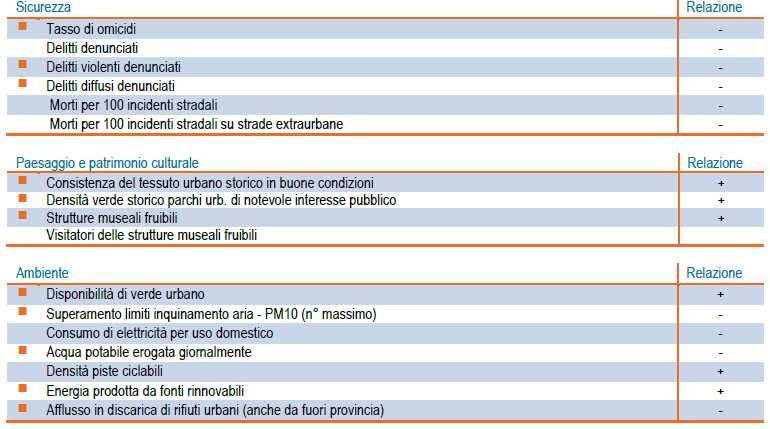 Sicurezza Relazione
Tasso di omicidi -
Delitti denunciati -
Delitti violenti denunciati -
Delitti diffusi denunciati -
Morti per 100 incidenti stradali -
Morti per 100 incidenti stradali su strade extraurbane -
Paesaggio e patrimonio culturale Relazione
Consistenza del tessuto urbano storico in buone condizioni +
Densità verde storico parchi urb. di notevole interesse pubblico +
Strutture museali fruibili +
Visitatori delle strutture museali fruibili
Ambiente Relazione
Disponibilità di verde urbano +
Superamento limiti inquinamento aria - PM10 (n° massimo) -
Consumo di elettricità per uso domestico -
Acqua potabile erogata giornalmente -
Densità piste ciclabili +
Energia prodotta da fonti rinnovabili +
Afflusso in discarica di rifiuti urbani (anche da fuori provincia) -